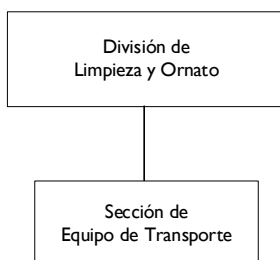 División de
Limpieza y Ornato
Sección de
Equipo de Transporte